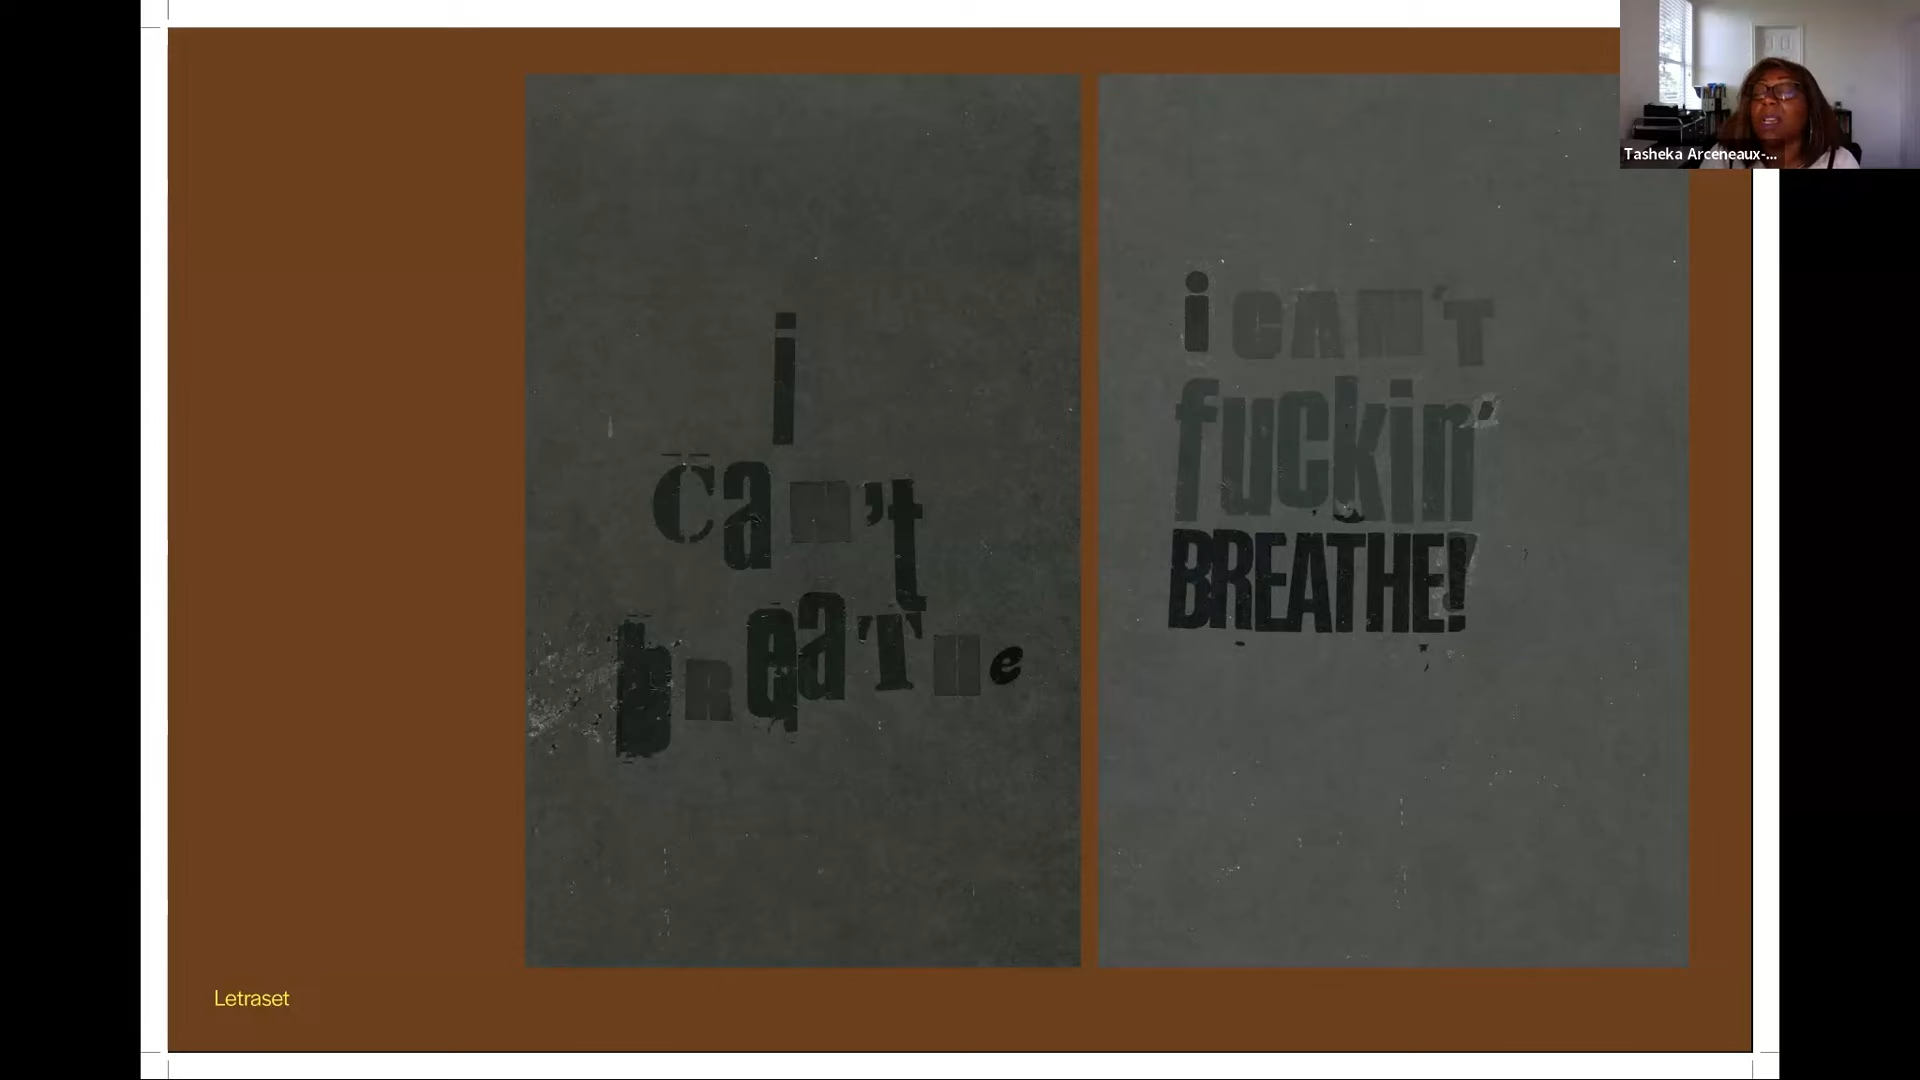 i
can't
breaTHe
i CAN'T
fuckin'
BREATHE!
Letraset
Tasheka Arceneaux-...